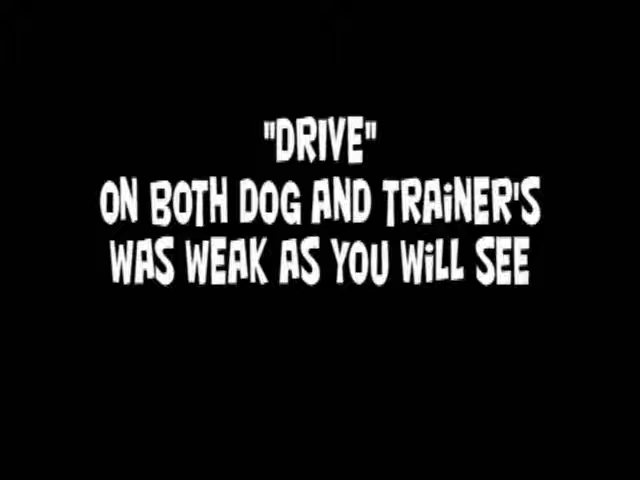 "DRIVE"
ON BOTH DOG AND TRAiNER'S
WAS WEAK AS YOU WiLL SEE